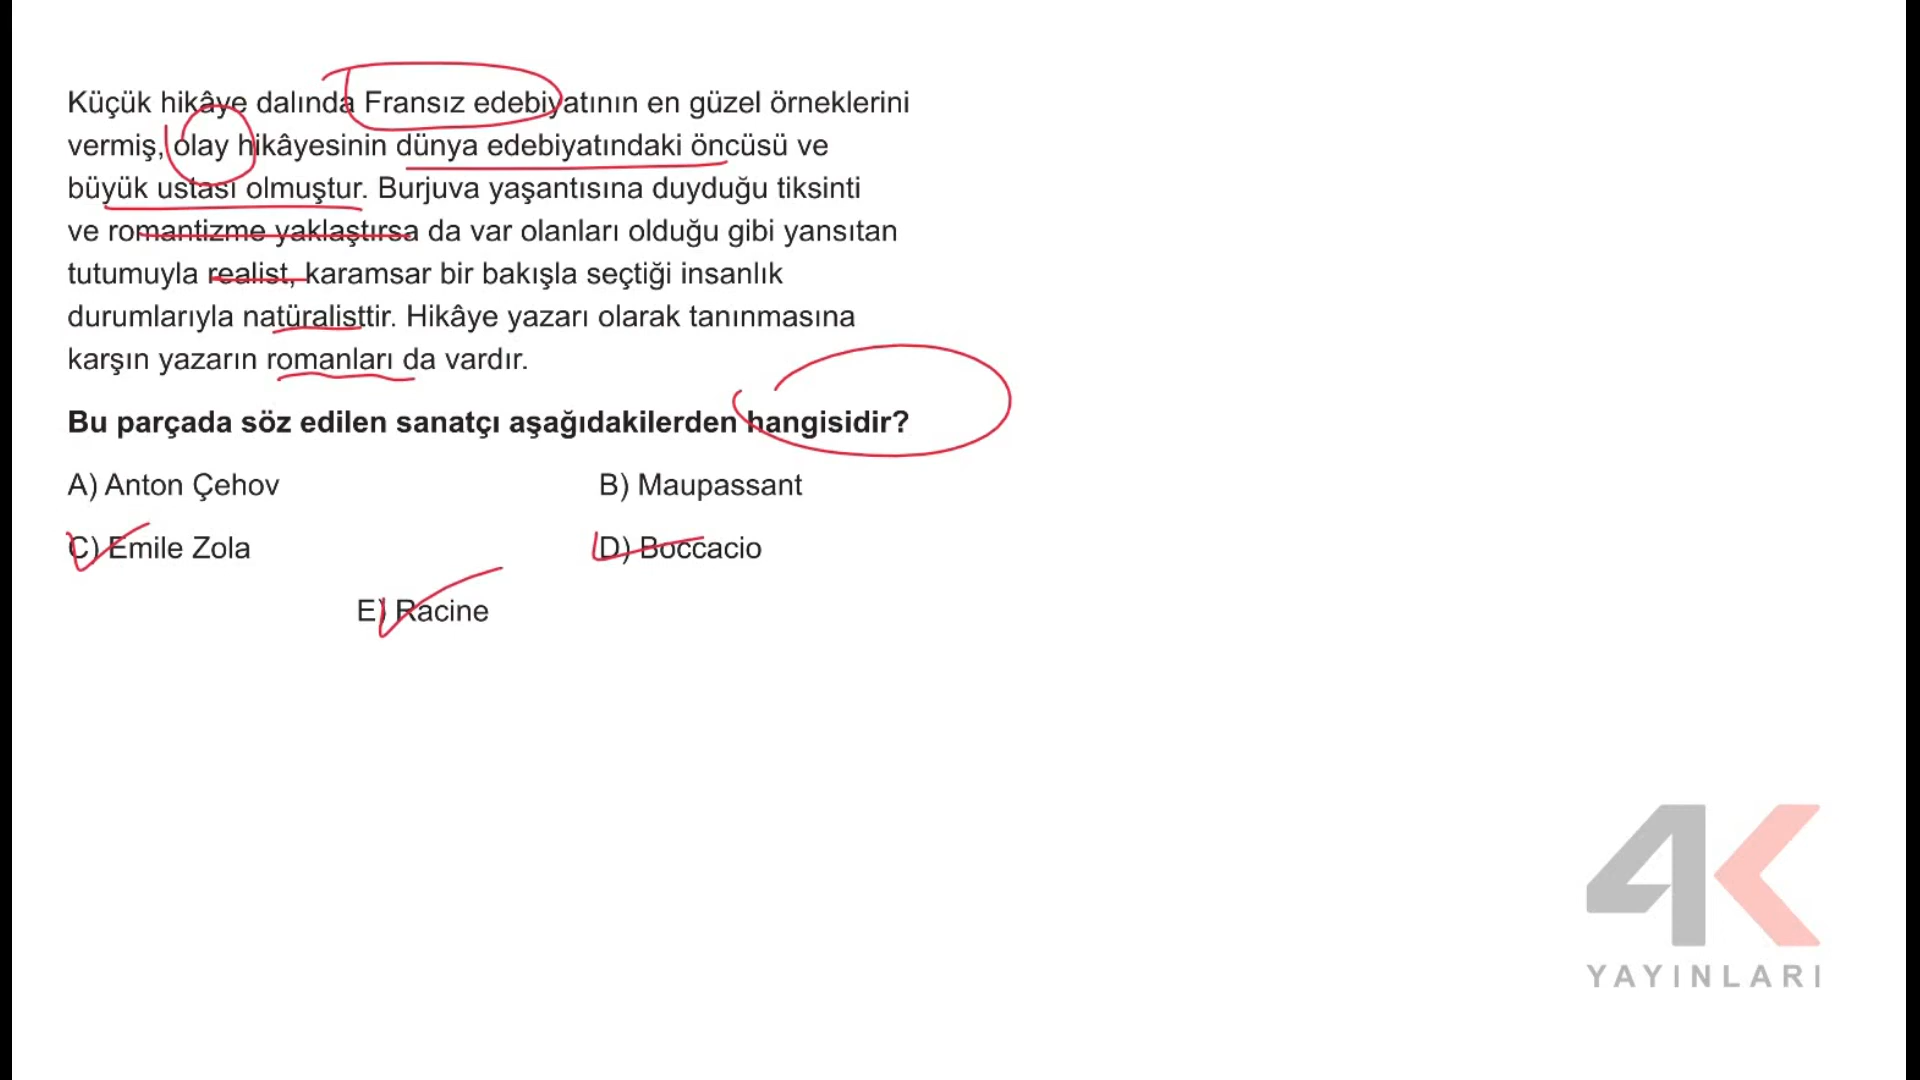 Küçük hikâye dalında Fransız edebiyatının en güzel örneklerini
vermiş, olay hikâyesinin dünya edebiyatındaki öncüsü ve
büyük ustası olmuştur. Burjuva yaşantısına duyduğu tiksinti
ve romantizme yaklaştırsa da var olanları olduğu gibi yansıtan
tutumuyla realist, karamsar bir bakışla seçtiği insanlık
durumlarıyla natüralisttir. Hikâye yazarı olarak tanınmasına
karşın yazarın romanları da vardır.
Bu parçada söz edilen sanatçı aşağıdakilerden hangisidir?
A) Anton Çehov
B) Maupassant
C) Emile Zola
D) Boccacio
E) Racine
4K
YAYINLARI